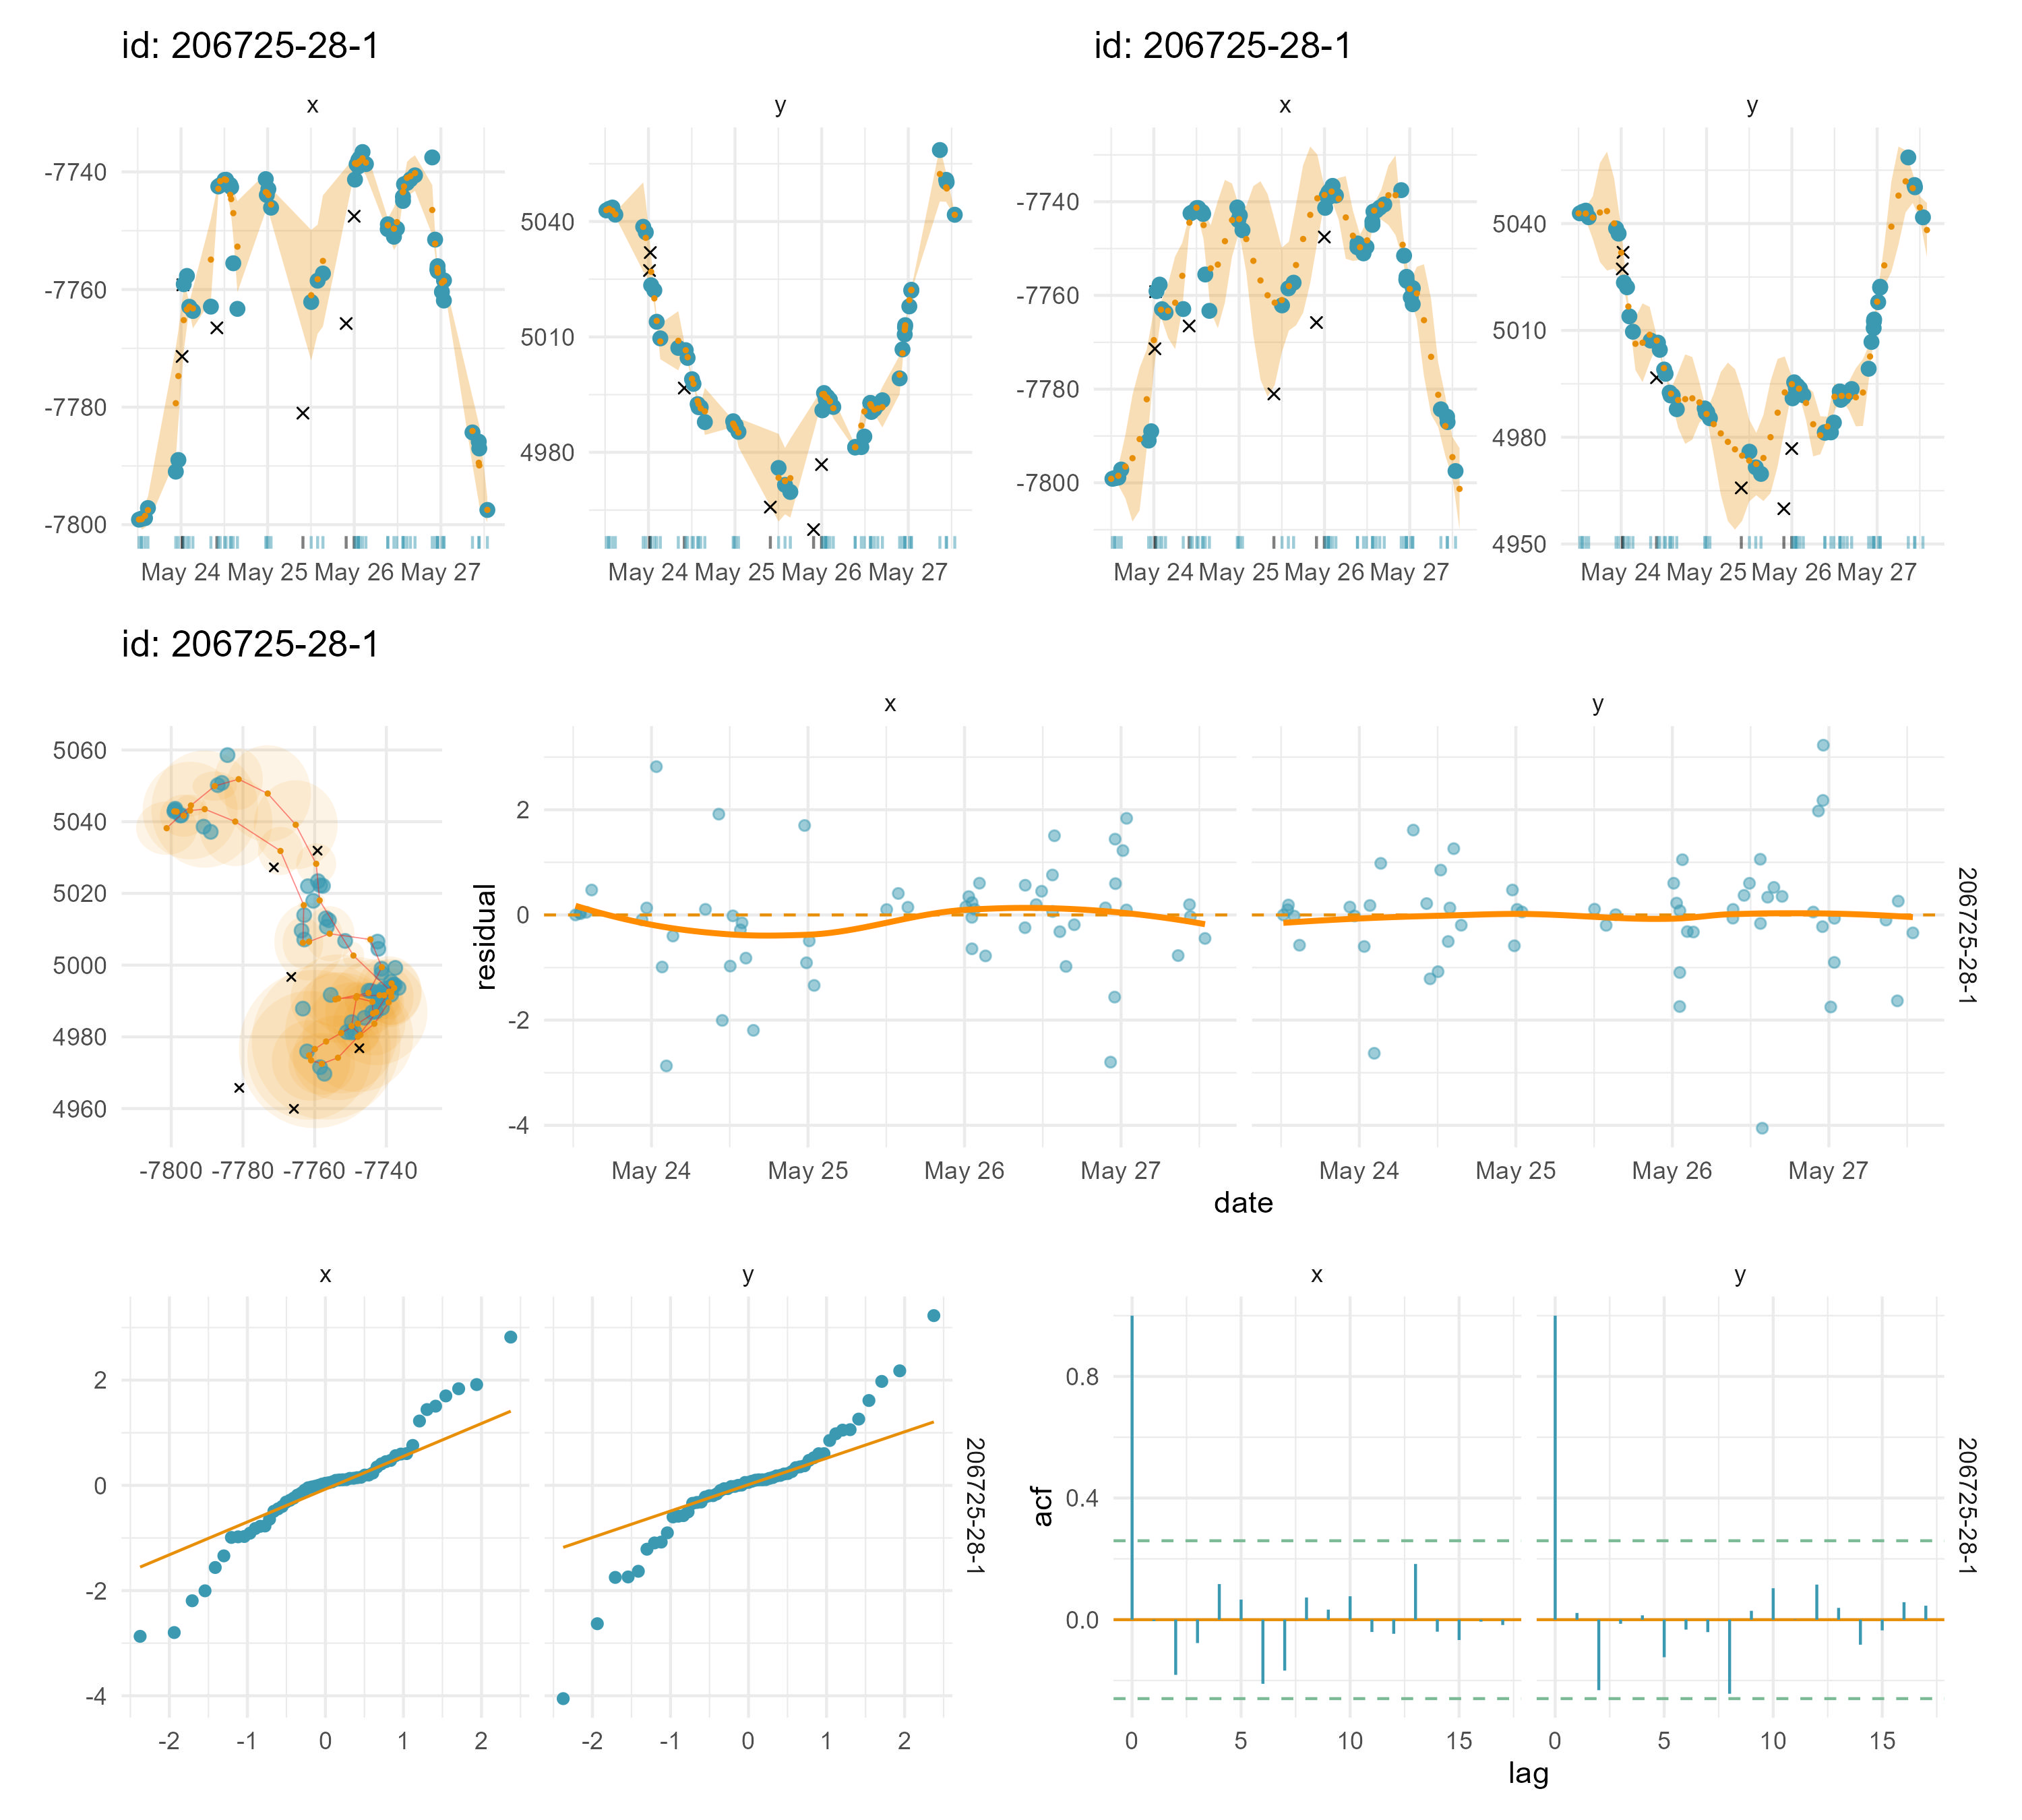 id: 206725-28-1
id: 206725-28-1
x
y
x
y
-7740
-7760
-7780
-7800
5040
5010
4980
-7740
-7760
-7780
-7800
5040
5010
4980
4950
May 24 May 25 May 26 May 27
May 24 May 25 May 26 May 27
May 24 May 25 May 26 May 27
May 24 May 25 May 26 May 27
id: 206725-28-1
5060
5040
5020
5000
4980
4960
-7800 -7780 -7760 -7740
x
y
residual
2
0
-2
-4
206725-28-1
May 24 May 25 May 26 May 27
May 24 May 25 May 26 May 27
date
x
y
2
0
-2
-4
206725-28-1
-2 -1 0 1 2
-2 -1 0 1 2
x
y
acf
0.8
0.4
0.0
206725-28-1
0 5 10 15
0 5 10 15
lag